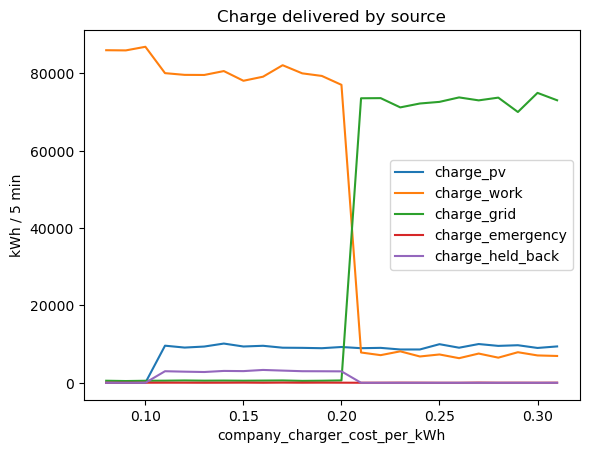 Charge delivered by source
kWh / 5 min
80000
60000
40000
20000
0
charge_pv
charge_work
charge_grid
charge_emergency
charge_held_back
0.10 0.15 0.20 0.25 0.30
company_charger_cost_per_kWh